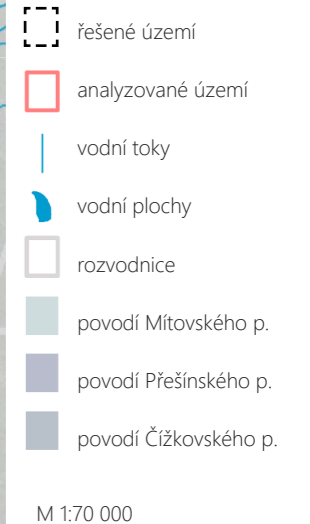 řešené území
analyzované území
vodní toky
vodní plochy
rozvodnice
povodí Mítovského p.
povodí Přešínského p.
povodí Čížkovského p.
M 1:70 000